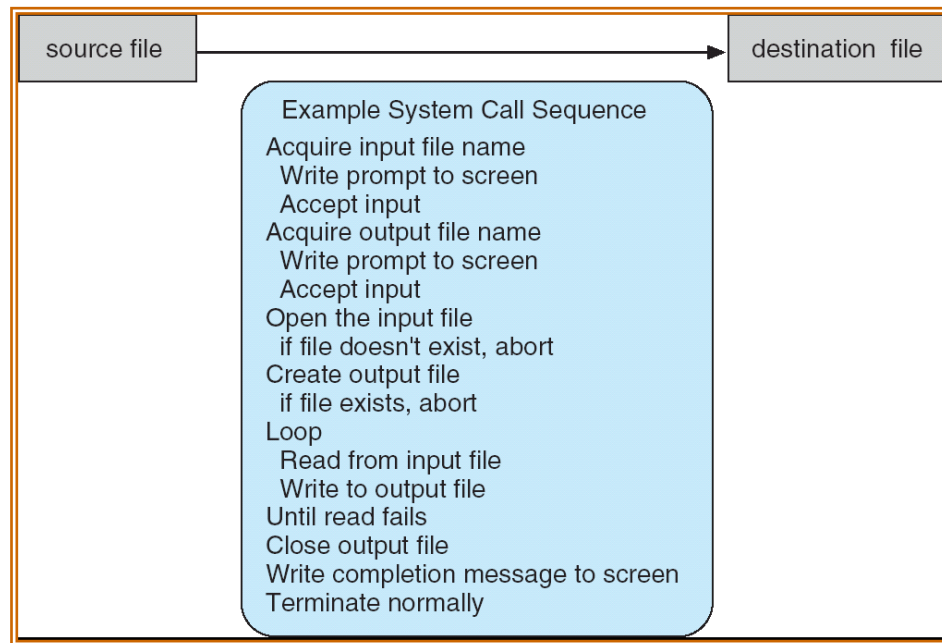 source file
destination file
Example System Call Sequence
Acquire input file name
Write prompt to screen
Accept input
Acquire output file name
Write prompt to screen
Accept input
Open the input file
if file doesn't exist, abort
Create output file
if file exists, abort
Loop
Read from input file
Write to output file
Until read fails
Close output file
Write completion message to screen
Terminate normally